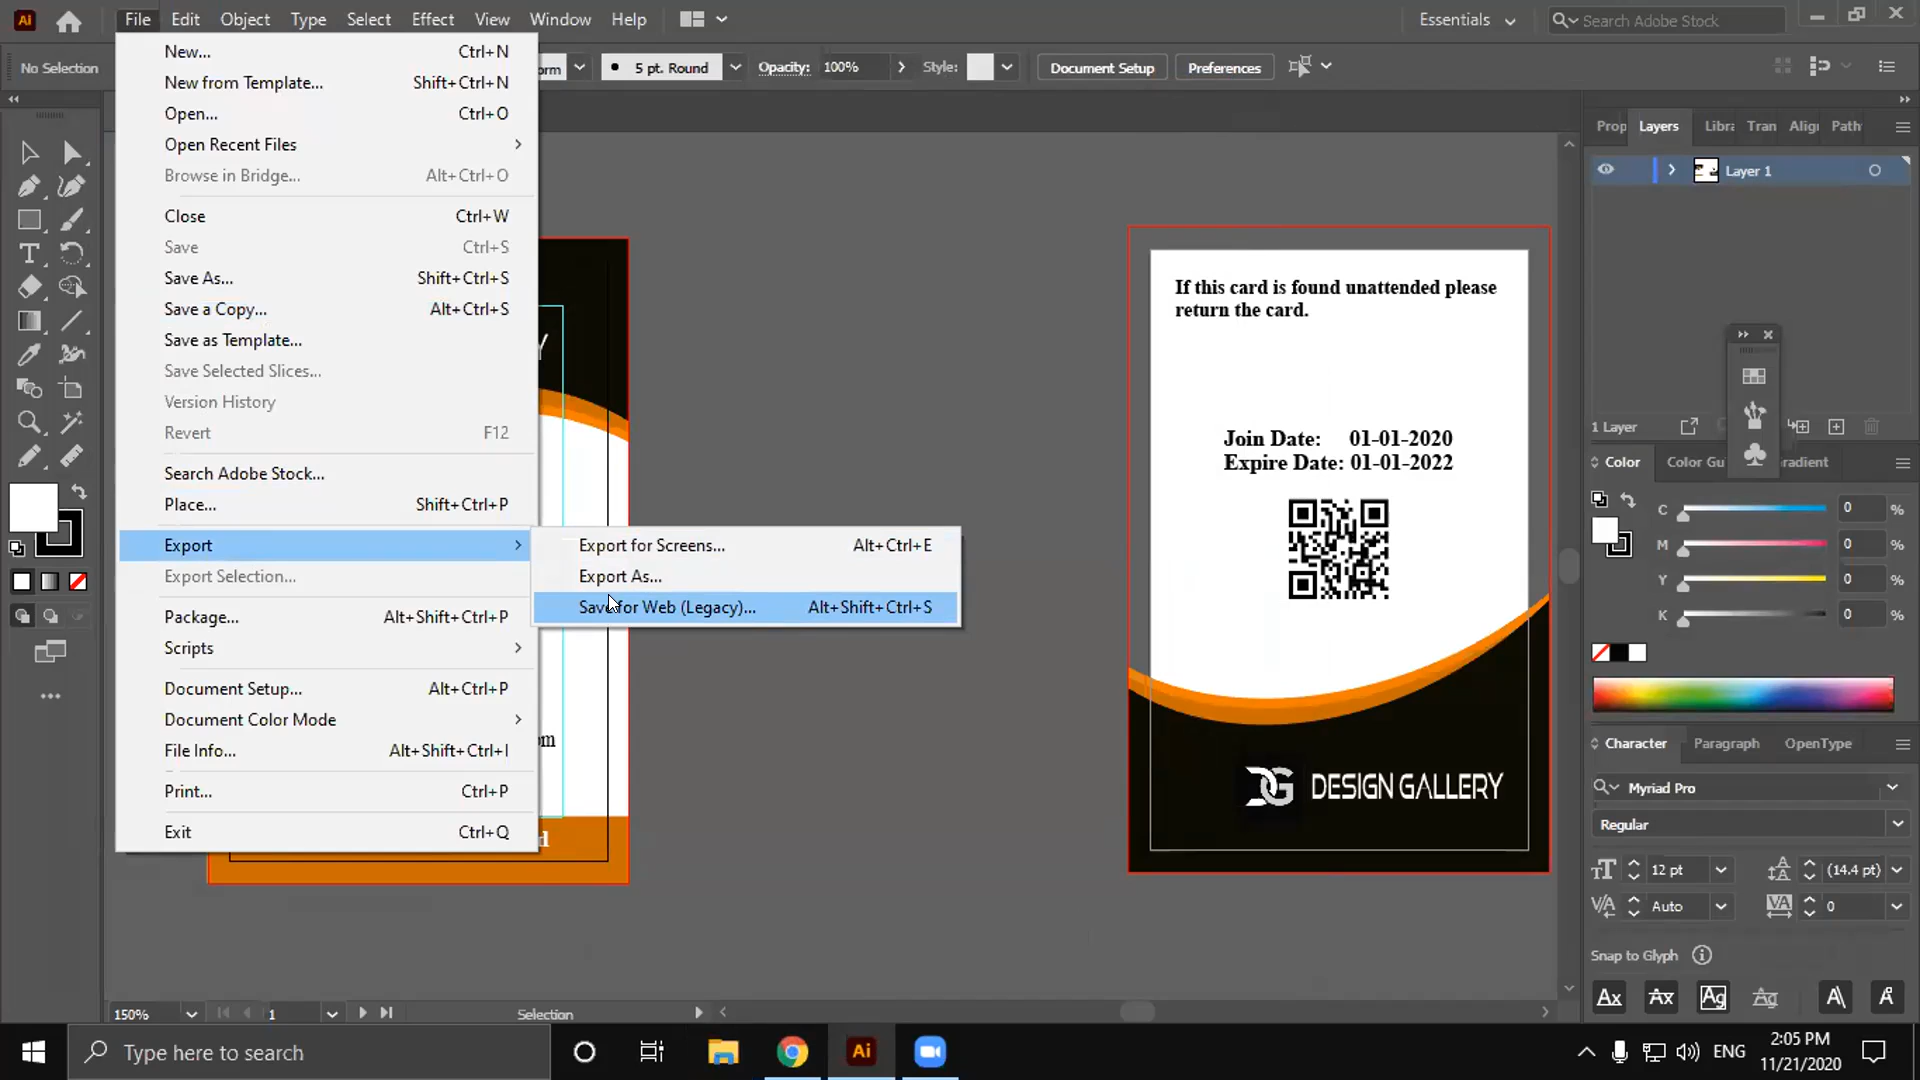 Ai File Edit Object Type Select Effect View Window Help Essentials Search Adobe Stock
No Selection 5 pt. Round Opacity: 100% Style: Document Setup Preferences
New... Ctrl+N
New from Template... Shift+Ctrl+N
Open... Ctrl+O
Open Recent Files
Browse in Bridge... Alt+Ctrl+O
Close Ctrl+W
Save Ctrl+S
Save As... Shift+Ctrl+S
Save a Copy... Alt+Ctrl+S
Save as Template...
Save Selected Slices...
Version History
Revert F12
Search Adobe Stock...
Place... Shift+Ctrl+P
Export
Export Selection...
Package... Alt+Shift+Ctrl+P
Scripts
Document Setup... Alt+Ctrl+P
Document Color Mode
File Info... Alt+Shift+Ctrl+I
Print... Ctrl+P
Exit Ctrl+Q
Export for Screens... Alt+Ctrl+E
Export As...
Save for Web (Legacy)... Alt+Shift+Ctrl+S
Y
om
d
If this card is found unattended please
return the card.
Join Date: 01-01-2020
Expire Date: 01-01-2022
DG DESIGN GALLERY
Prop Layers Libra Tran Alig Path
Layer 1
1 Layer
Color Color Gu radient
C 0 %
M 0 %
Y 0 %
K 0 %
Character Paragraph OpenType
Myriad Pro
Regular
12 pt (14.4 pt)
Auto 0
Snap to Glyph
150% 1 Selection
Type here to search
Ai
ENG
2:05 PM
11/21/2020